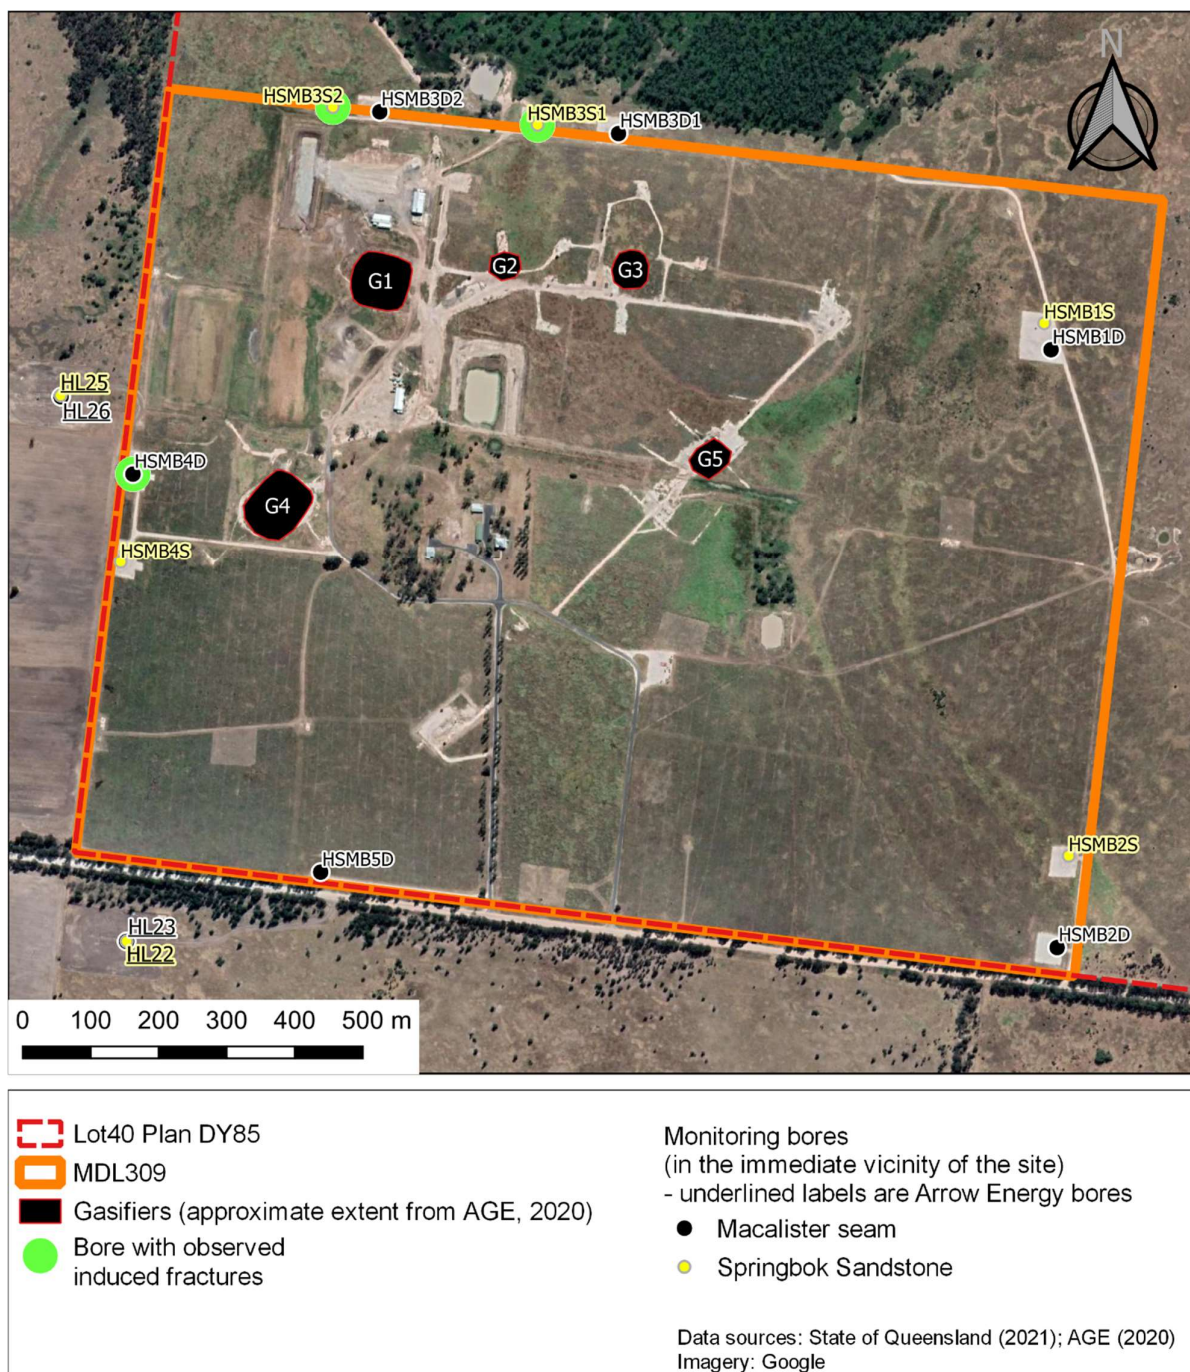 N
HSMB3S2
HSMB3D2
HSMB3S1
HSMB3D1
G1
G2
G3
HSMB1S
HSMB1D
HL25
HL26
HSMB4D
G4
G5
HSMB4S
HSMB5D
HSMB2S
HL23
HL22
HSMB2D
0 100 200 300 400 500 m
Lot40 Plan DY85
MDL309
Gasifiers (approximate extent from AGE, 2020)
Bore with observed
induced fractures
Monitoring bores
(in the immediate vicinity of the site)
- underlined labels are Arrow Energy bores
Macalister seam
Springbok Sandstone
Data sources: State of Queensland (2021); AGE (2020)
Imagery: Google